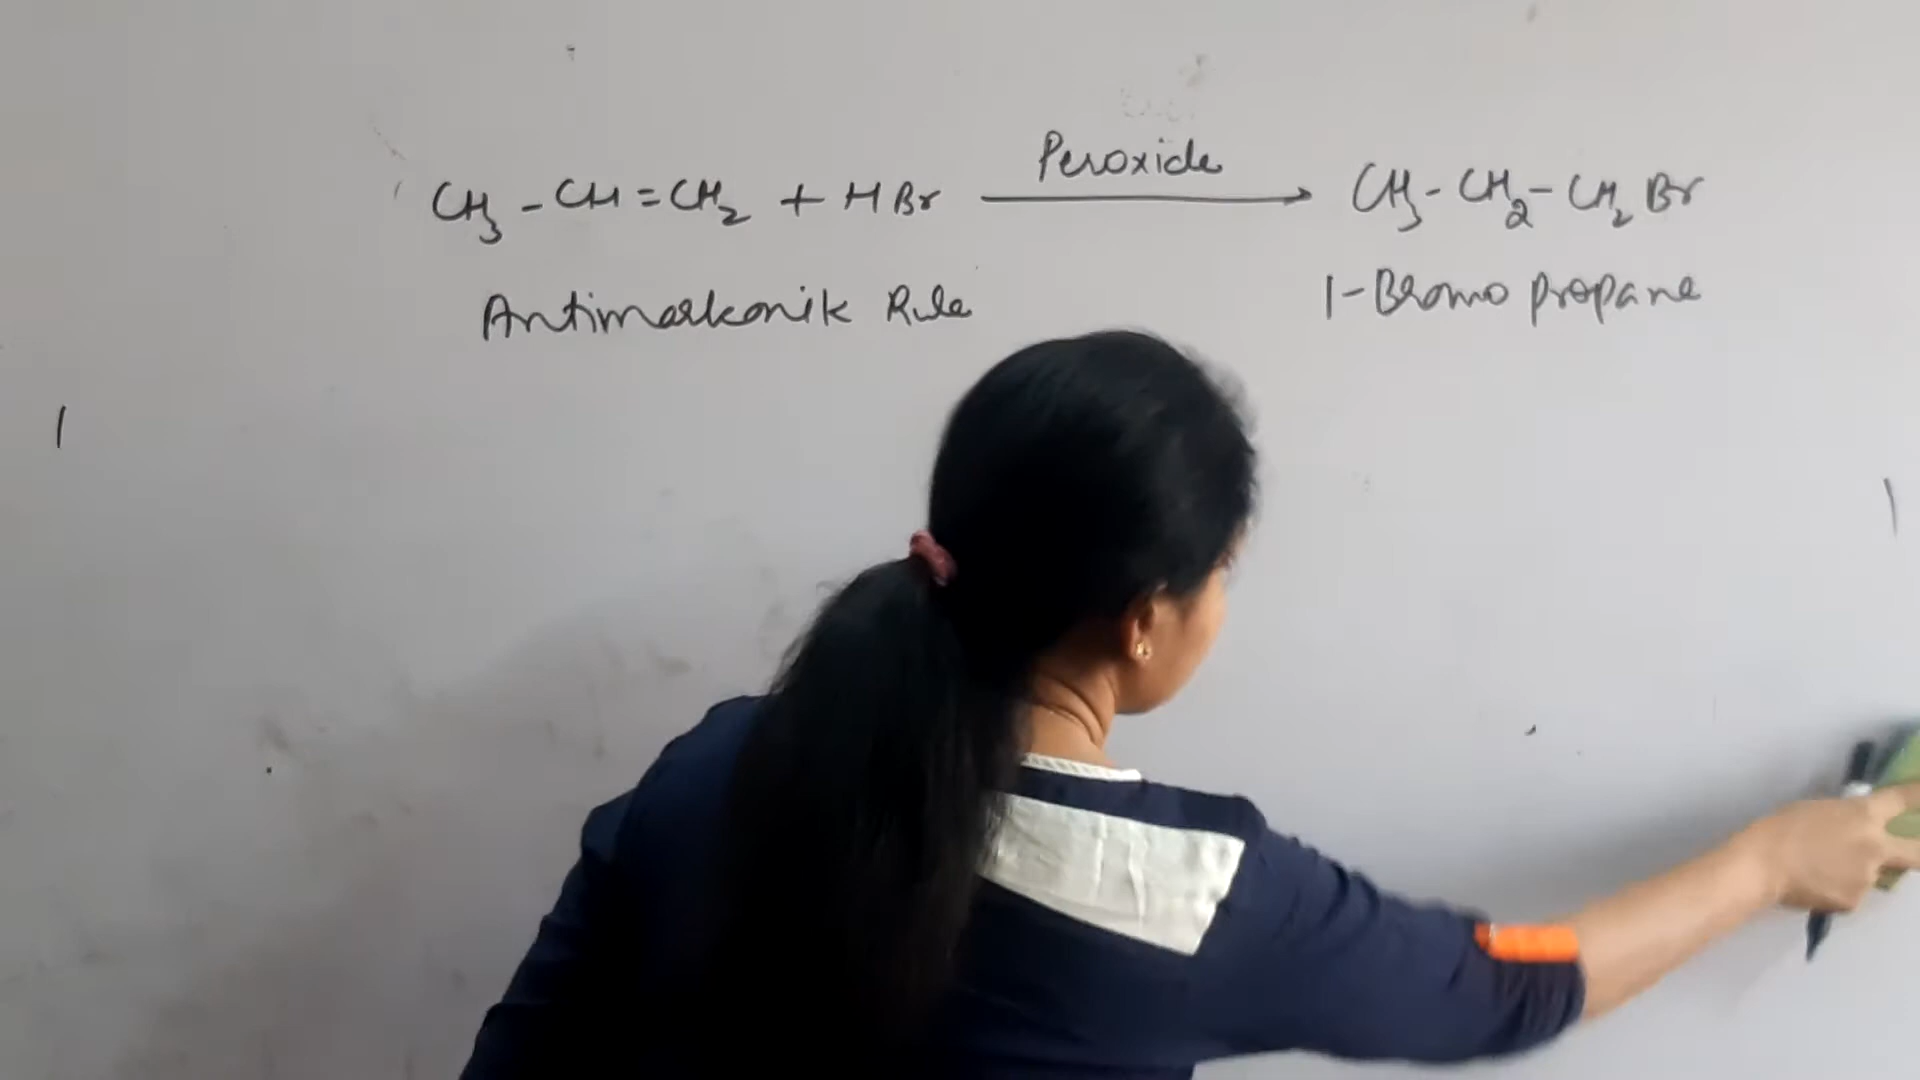 Peroxide
CH3 - CH = CH2 + HBr → CH3 - CH2 - CH2 Br
Antimarkonik Rule
1-Bromo propane